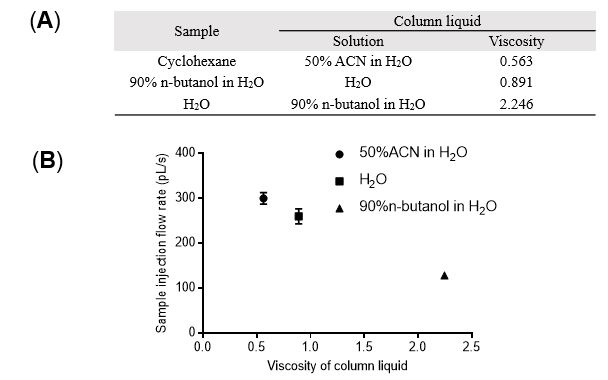 (A)
Sample Column liquid
Solution Viscosity
Cyclohexane 50% ACN in H₂O 0.563
90% n-butanol in H₂O H₂O 0.891
H₂O 90% n-butanol in H₂O 2.246
(B)
Sample injection flow rate (pL/s)
400
300
200
100
0
50%ACN in H₂O
H₂O
90%n-butanol in H₂O
0.0 0.5 1.0 1.5 2.0 2.5
Viscosity of column liquid